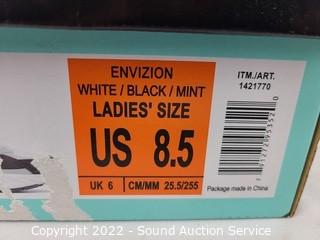 ENVIZION
WHITE / BLACK / MINT
LADIES' SIZE
US 8.5
UK 6 CM/MM 25.5/255
ITM./ART.
1421770
Package made in China
Copyright 2022 - Sound Auction Service